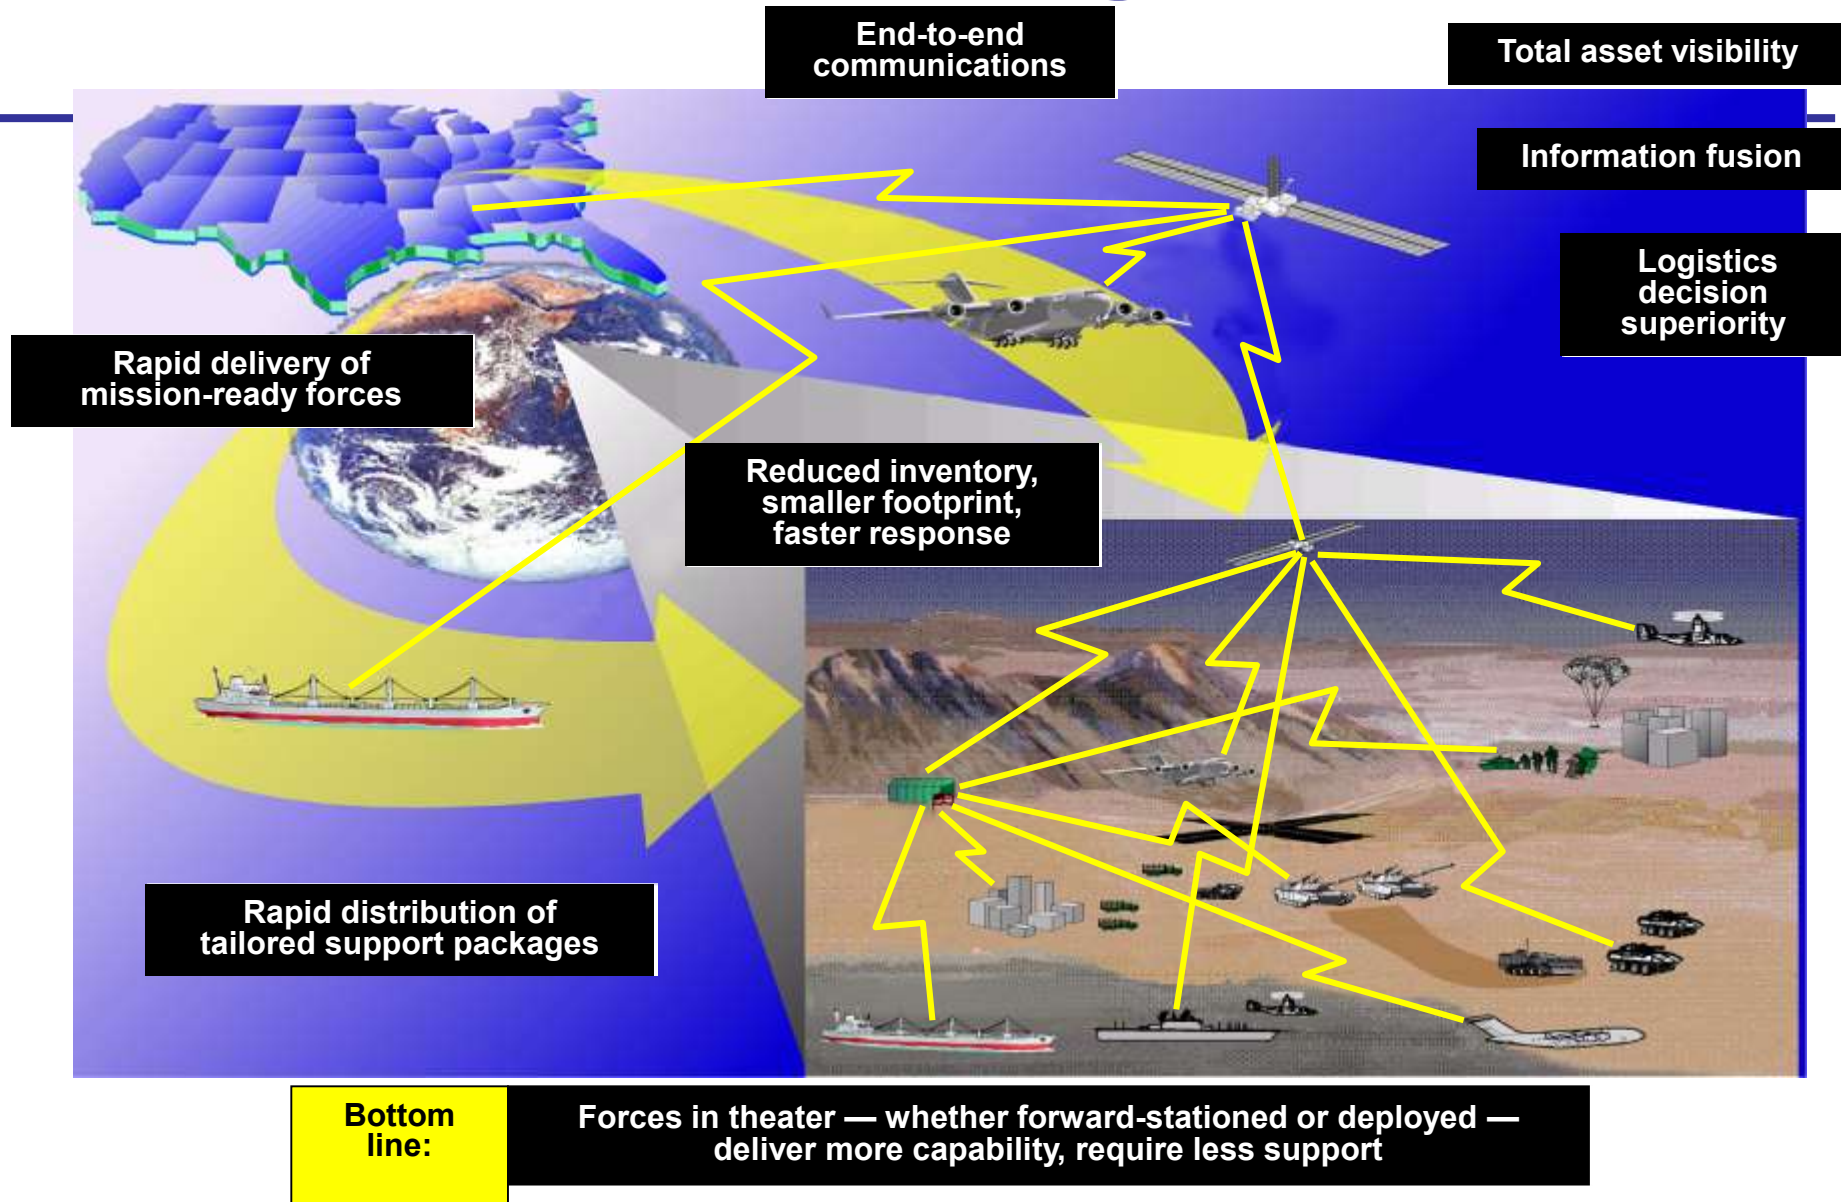 End-to-end
communications
Total asset visibility
Information fusion
Logistics
decision
superiority
Rapid delivery of
mission-ready forces
Reduced inventory,
smaller footprint,
faster response
Rapid distribution of
tailored support packages
Bottom
line:
Forces in theater — whether forward-stationed or deployed —
deliver more capability, require less support